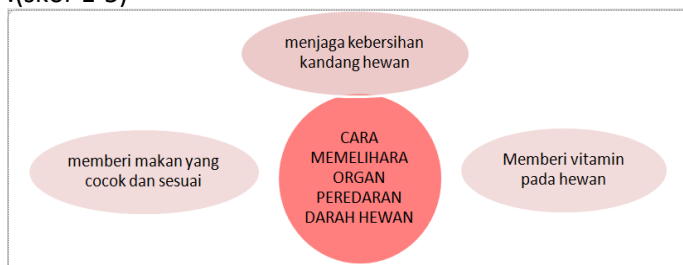 menjaga kebersihan
kandang hewan
memberi makan yang
cocok dan sesuai
CARA
MEMELIHARA
ORGAN
PEREDARAN
DARAH HEWAN
Memberi vitamin
pada hewan